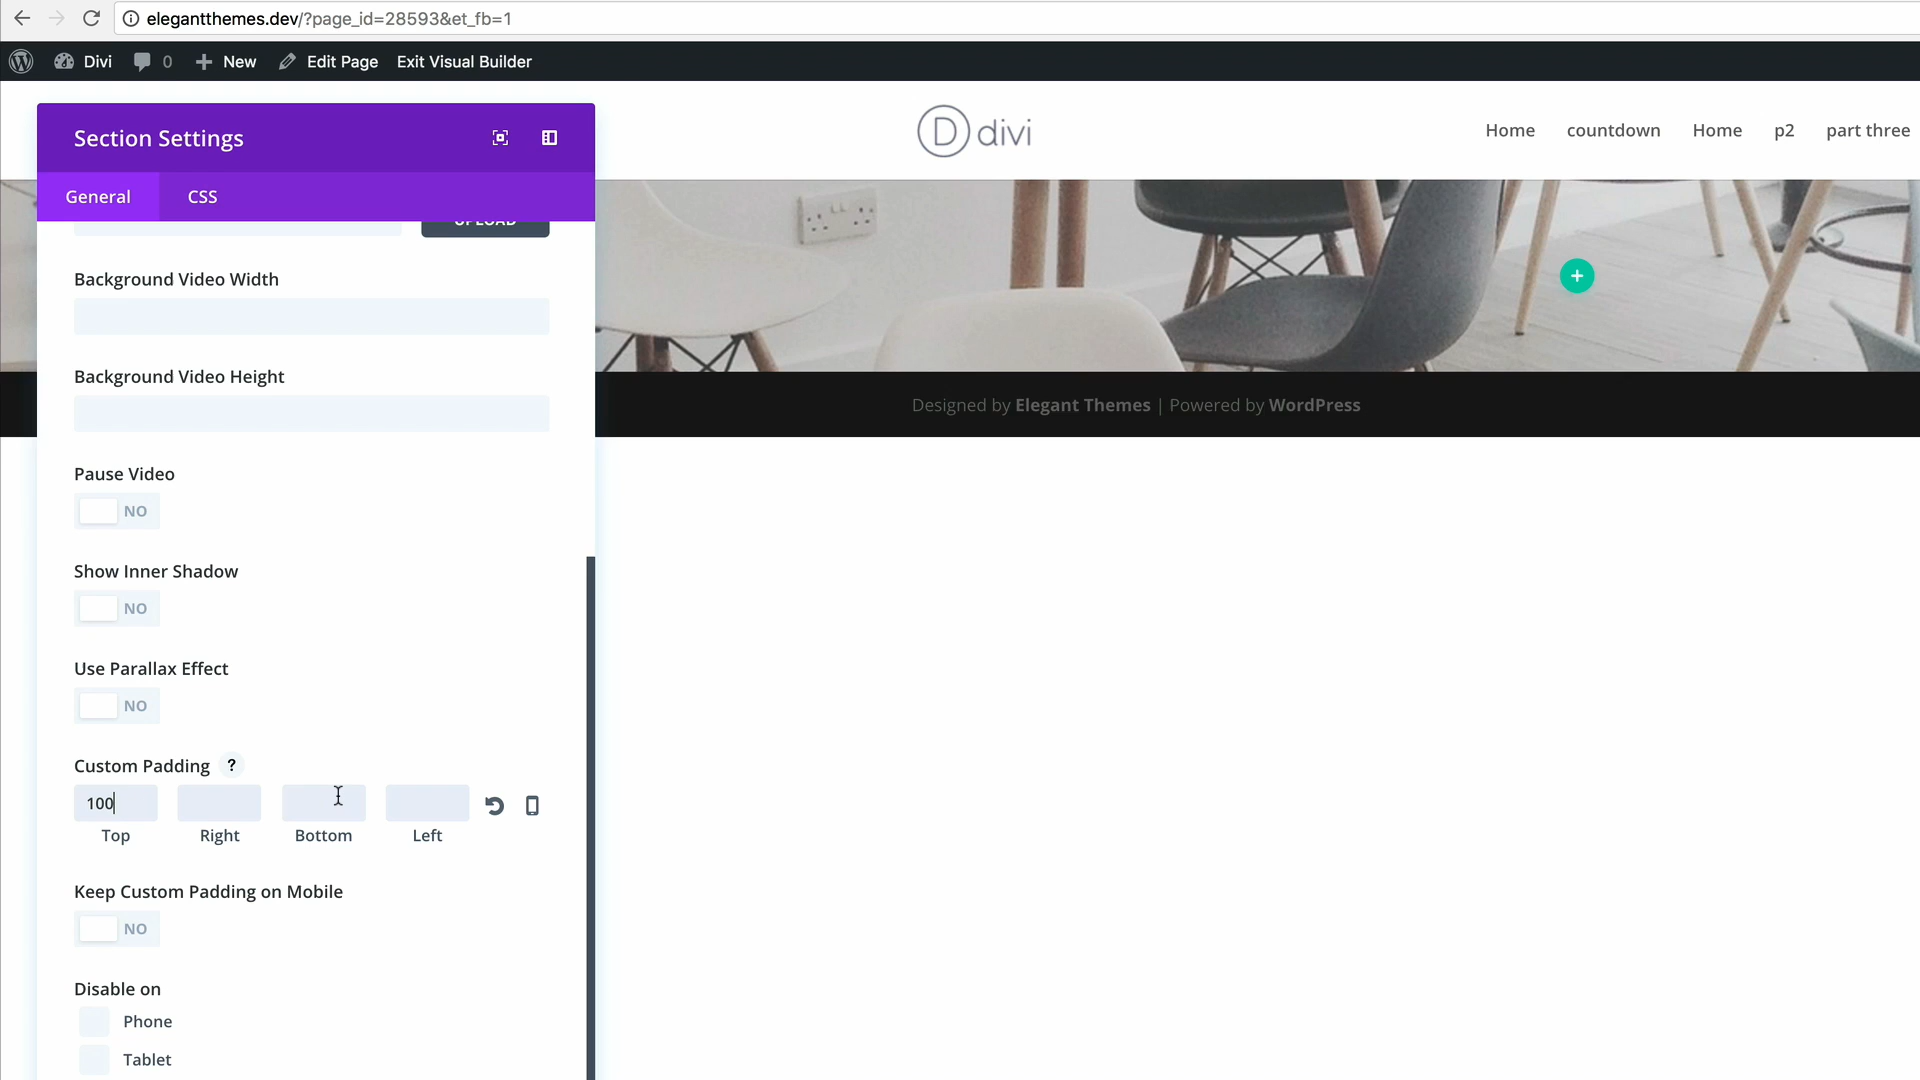 elegantthemes.dev/?page_id=28593&et_fb=1
Divi 0 + New Edit Page Exit Visual Builder
Section Settings
D divi
Home countdown Home p2 part three
General CSS
UPLOAD
Background Video Width
Background Video Height
Designed by Elegant Themes | Powered by WordPress
Pause Video
NO
Show Inner Shadow
NO
Use Parallax Effect
NO
Custom Padding ?
100
Top Right Bottom Left
Keep Custom Padding on Mobile
NO
Disable on
Phone
Tablet